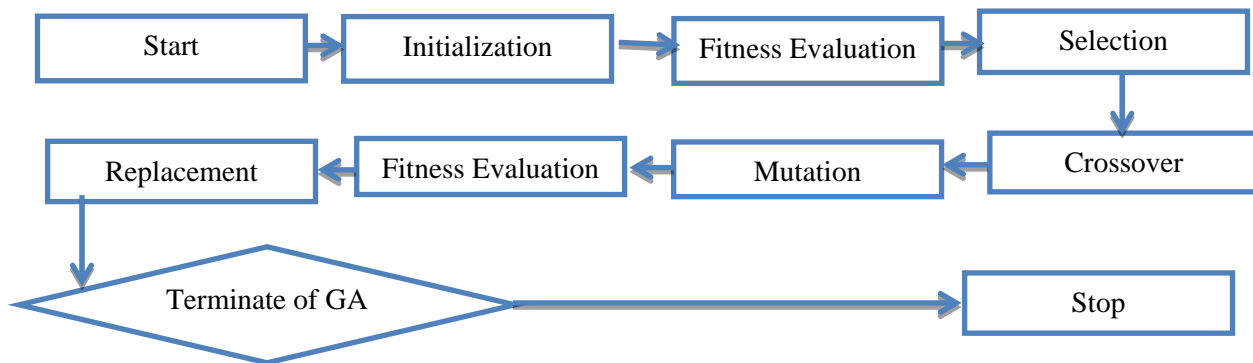 Start
Initialization
Fitness Evaluation
Selection
Crossover
Mutation
Fitness Evaluation
Replacement
Terminate of GA
Stop